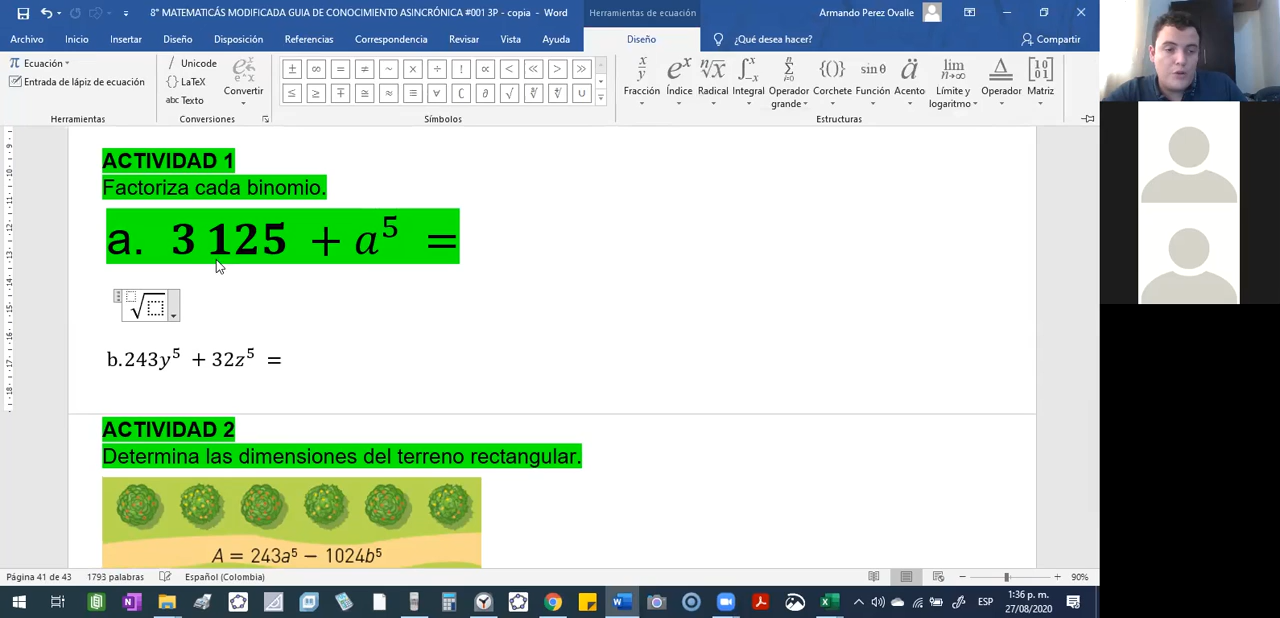 8° MATEMATICÁS MODIFICADA GUIA DE CONOCIMIENTO ASINCRÓNICA #001 3P - copia - Word
Herramientas de ecuación
Armando Perez Ovalle
Archivo Inicio Insertar Diseño Disposición Referencias Correspondencia Revisar Vista Ayuda Diseño ¿Qué desea hacer? Compartir
π Ecuación
Entrada de lápiz de ecuación
Unicode
{} LaTeX
abc Texto
Convertir
± ∞ = ≠ ~ × ÷ ! ∝ < ≪ > ≫
≤ ≥ ∓ ≅ ≈ ≡ ∀ ∁ ∂ √ ∛ ∜ ∪
Fracción Índice Radical Integral Operador grande Corchete Función Acento Límite y logaritmo Operador Matriz
Herramientas Conversiones Símbolos Estructuras
ACTIVIDAD 1
Factoriza cada binomio.
a. 3 125 + a⁵ =
√
b.243y⁵ + 32z⁵ =
ACTIVIDAD 2
Determina las dimensiones del terreno rectangular.
A = 243a⁵ − 1024b⁵
Página 41 de 43 1793 palabras Español (Colombia) 90%
ESP
1:36 p. m.
27/08/2020